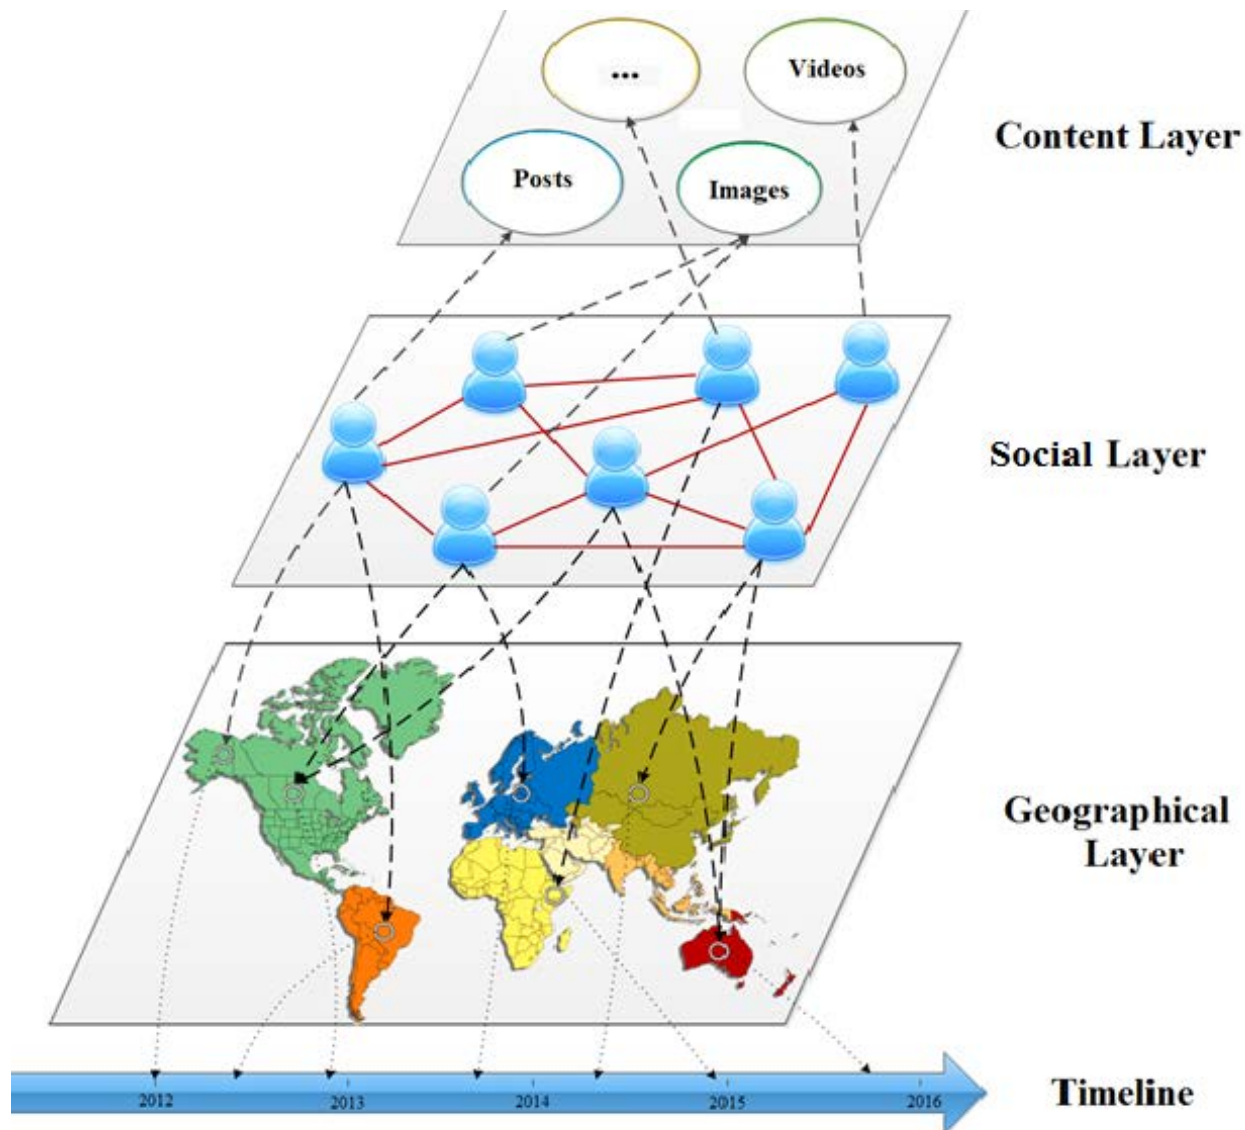 ...
Videos
Content Layer
Posts
Images
Social Layer
Geographical
Layer
2012
2013
2014
2015
2016
Timeline